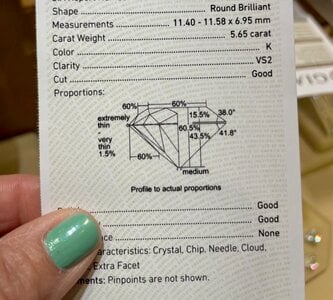 Shape Round Brilliant
Measurements 11.40 - 11.58 x 6.95 mm
Carat Weight 5.65 carat
Color K
Clarity VS2
Cut Good
Proportions:
60% 60%
extremely thin 15.5% 38.0°
60.5%
very thin 1.5% 43.5% 41.8°
60%
medium
Profile to actual proportions
Good
Good
None
Crystal, Chip, Needle, Cloud,
Extra Facet
Pinpoints are not shown.